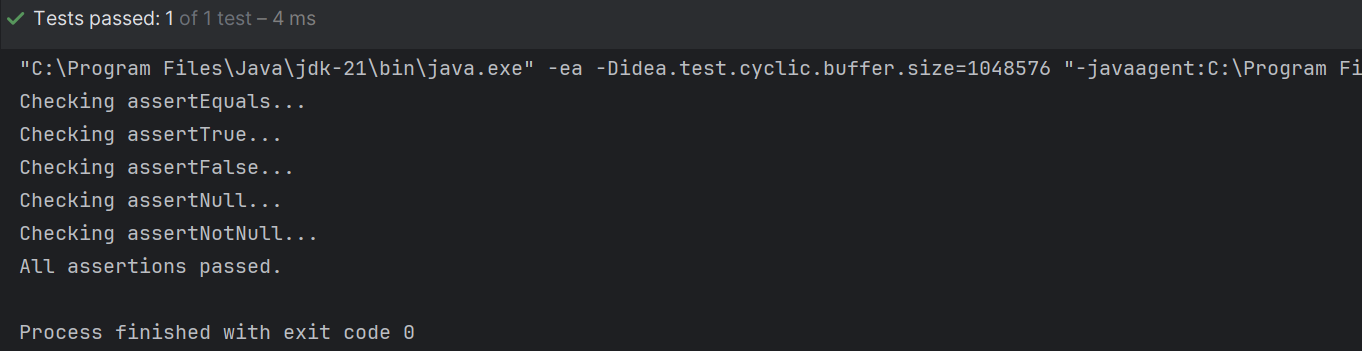 Tests passed: 1 of 1 test – 4 ms
"C:\Program Files\Java\jdk-21\bin\java.exe" -ea -Didea.test.cyclic.buffer.size=1048576 "-javaagent:C:\Program Fi
Checking assertEquals...
Checking assertTrue...
Checking assertFalse...
Checking assertNull...
Checking assertNotNull...
All assertions passed.
Process finished with exit code 0